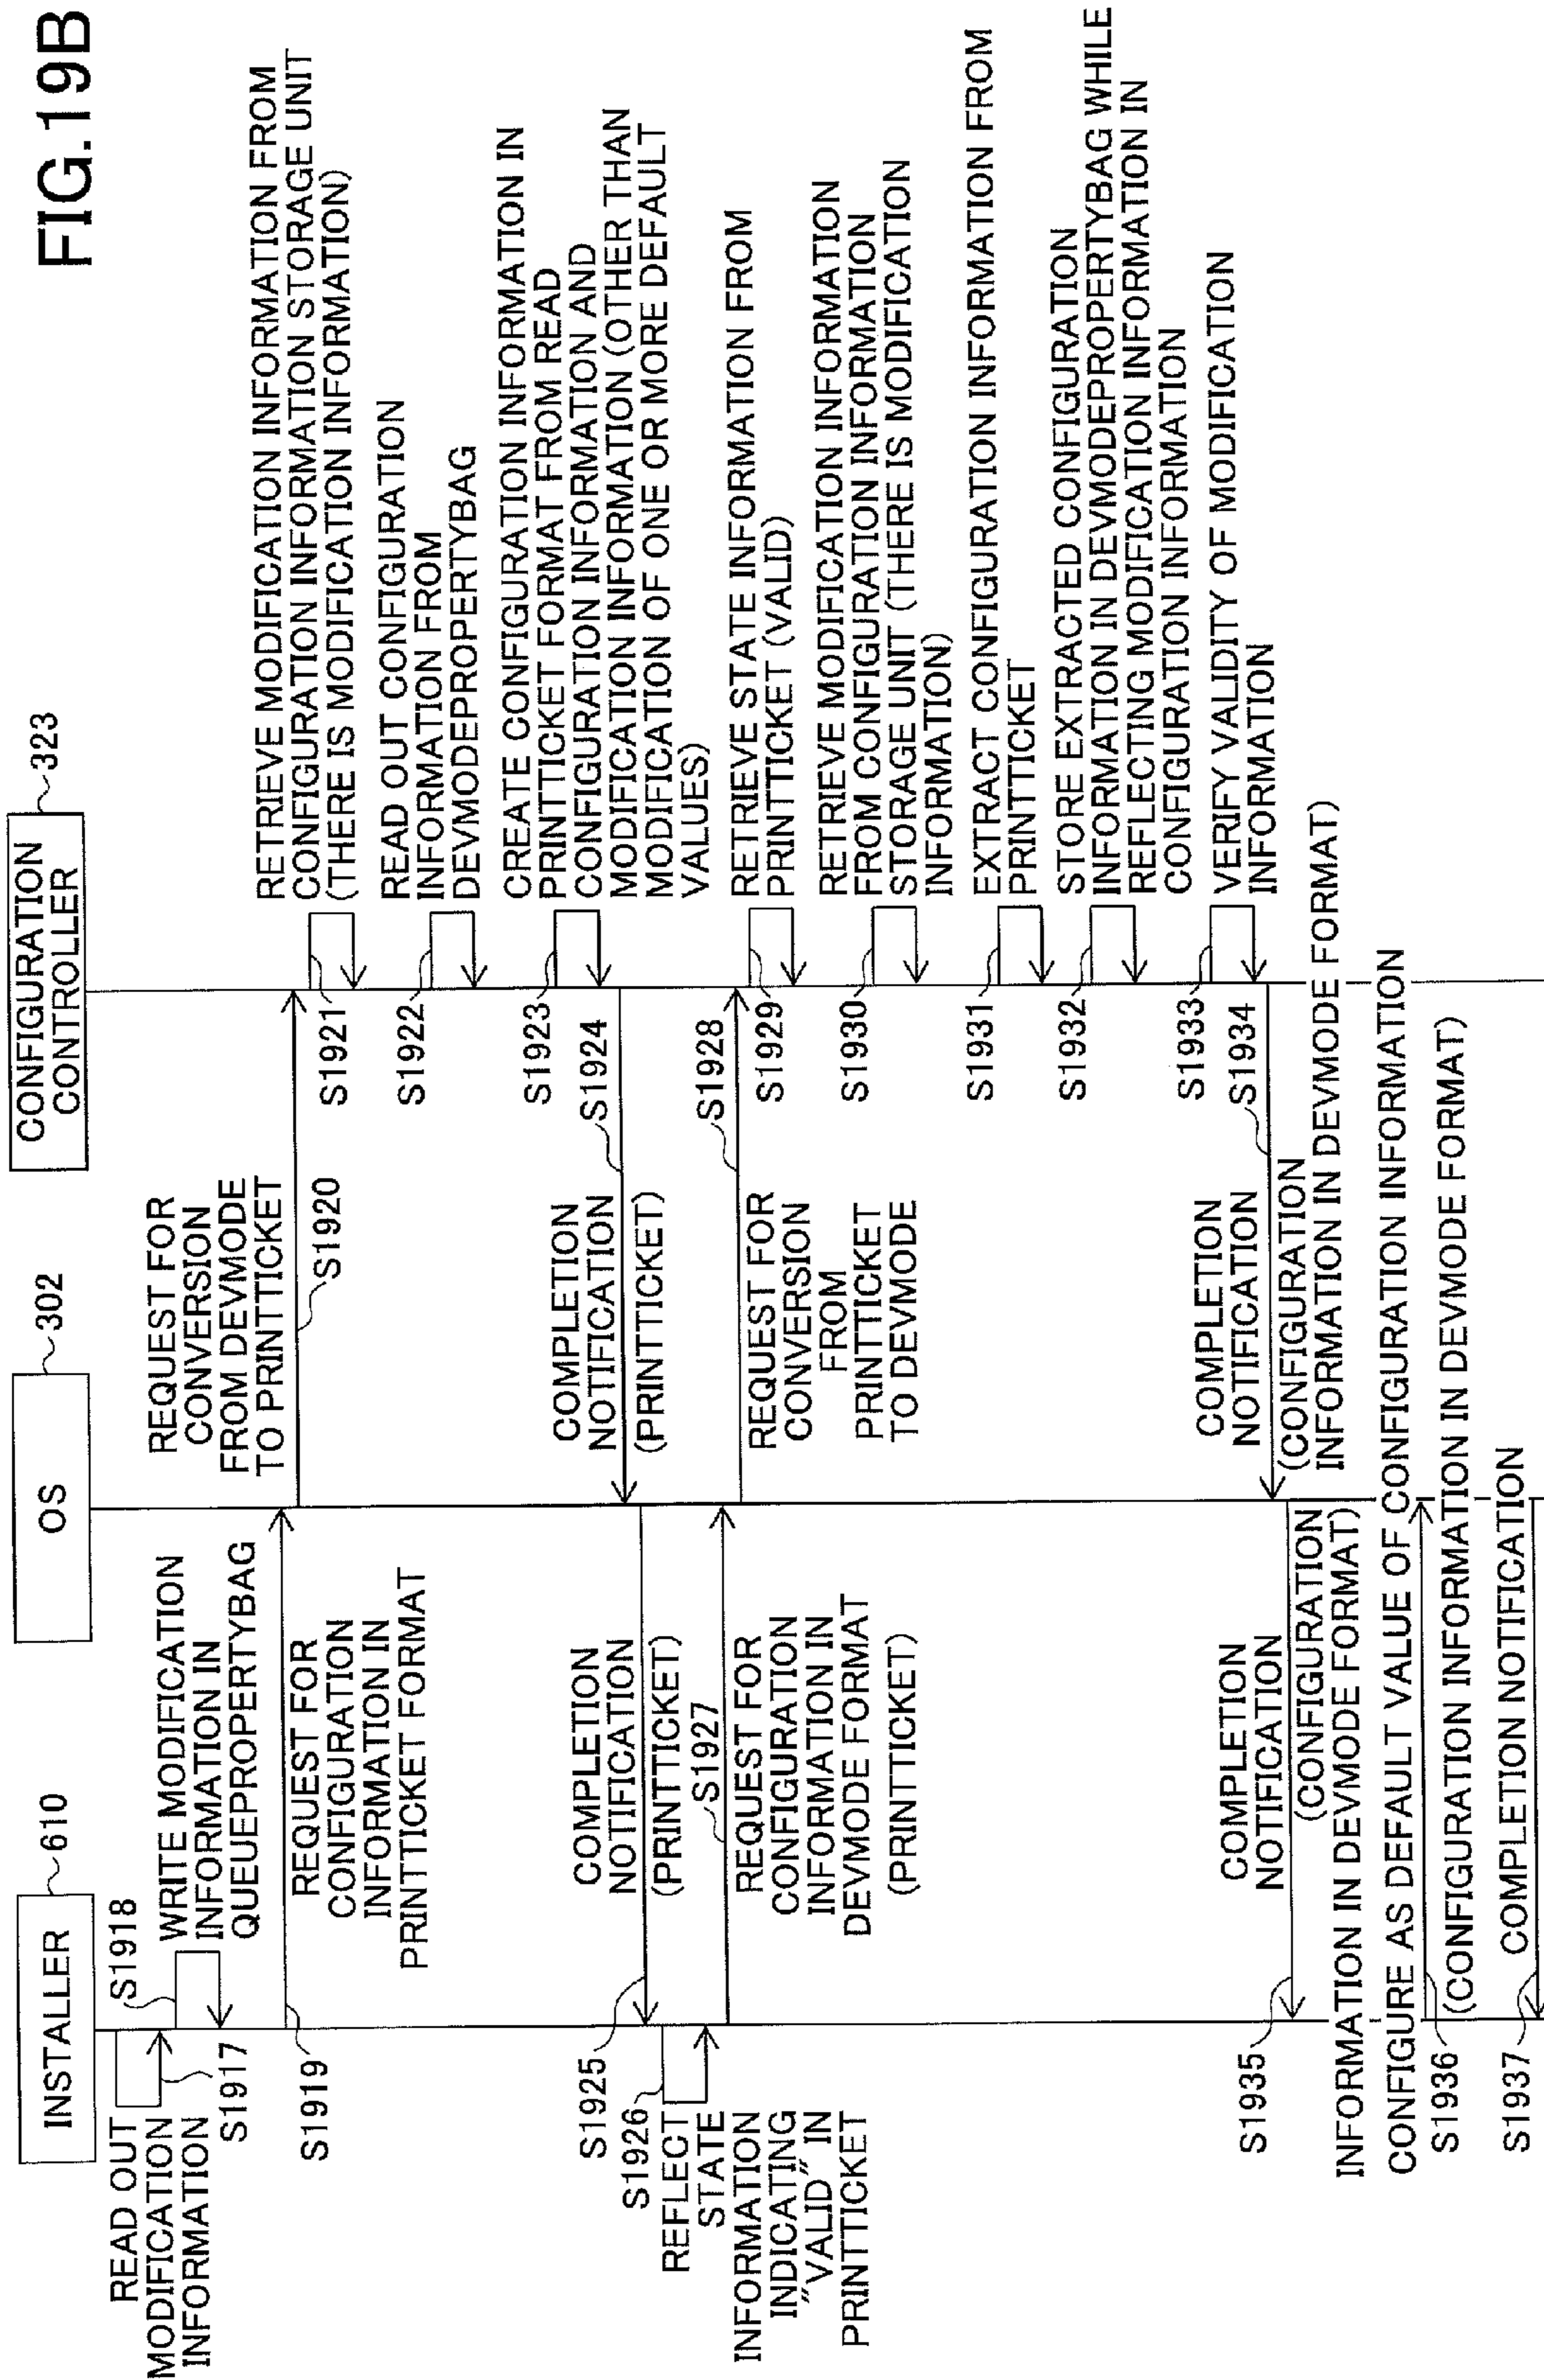 FIG.19B
INSTALLER
610
OS
302
CONFIGURATION
CONTROLLER
323
READ OUT
MODIFICATION
INFORMATION
S1917
S1918
WRITE MODIFICATION
INFORMATION IN
QUEUEPROPERTYBAG
S1919
REQUEST FOR
CONFIGURATION
INFORMATION IN
PRINTTICKET FORMAT
REQUEST FOR
CONVERSION
FROM DEVMODE
TO PRINTTICKET
S1920
S1921
RETRIEVE MODIFICATION INFORMATION FROM
CONFIGURATION INFORMATION STORAGE UNIT
(THERE IS MODIFICATION INFORMATION)
S1922
READ OUT CONFIGURATION
INFORMATION FROM
DEVMODEPROPERTYBAG
S1923
CREATE CONFIGURATION INFORMATION IN
PRINTTICKET FORMAT FROM READ
CONFIGURATION INFORMATION AND
MODIFICATION INFORMATION (OTHER THAN
MODIFICATION OF ONE OR MORE DEFAULT
VALUES)
S1924
COMPLETION
NOTIFICATION
(PRINTTICKET)
S1925
COMPLETION
NOTIFICATION
(PRINTTICKET)
S1926
REFLECT
STATE
INFORMATION
INDICATING
"VALID" IN
PRINTTICKET
S1927
REQUEST FOR
CONFIGURATION
INFORMATION IN
DEVMODE FORMAT
(PRINTTICKET)
S1928
REQUEST FOR
CONVERSION
FROM
PRINTTICKET
TO DEVMODE
S1929
RETRIEVE STATE INFORMATION FROM
PRINTTICKET (VALID)
S1930
RETRIEVE MODIFICATION INFORMATION
FROM CONFIGURATION INFORMATION
STORAGE UNIT (THERE IS MODIFICATION
INFORMATION)
S1931
EXTRACT CONFIGURATION INFORMATION FROM
PRINTTICKET
S1932
STORE EXTRACTED CONFIGURATION
INFORMATION IN DEVMODEPROPERTYBAG WHILE
REFLECTING MODIFICATION INFORMATION IN
CONFIGURATION INFORMATION
S1933
VERIFY VALIDITY OF MODIFICATION
INFORMATION
S1934
COMPLETION
NOTIFICATION
(CONFIGURATION
INFORMATION IN DEVMODE FORMAT)
S1935
COMPLETION
NOTIFICATION
(CONFIGURATION
INFORMATION IN DEVMODE FORMAT)
CONFIGURE AS DEFAULT VALUE OF CONFIGURATION INFORMATION
S1936
(CONFIGURATION INFORMATION IN DEVMODE FORMAT)
S1937
COMPLETION NOTIFICATION